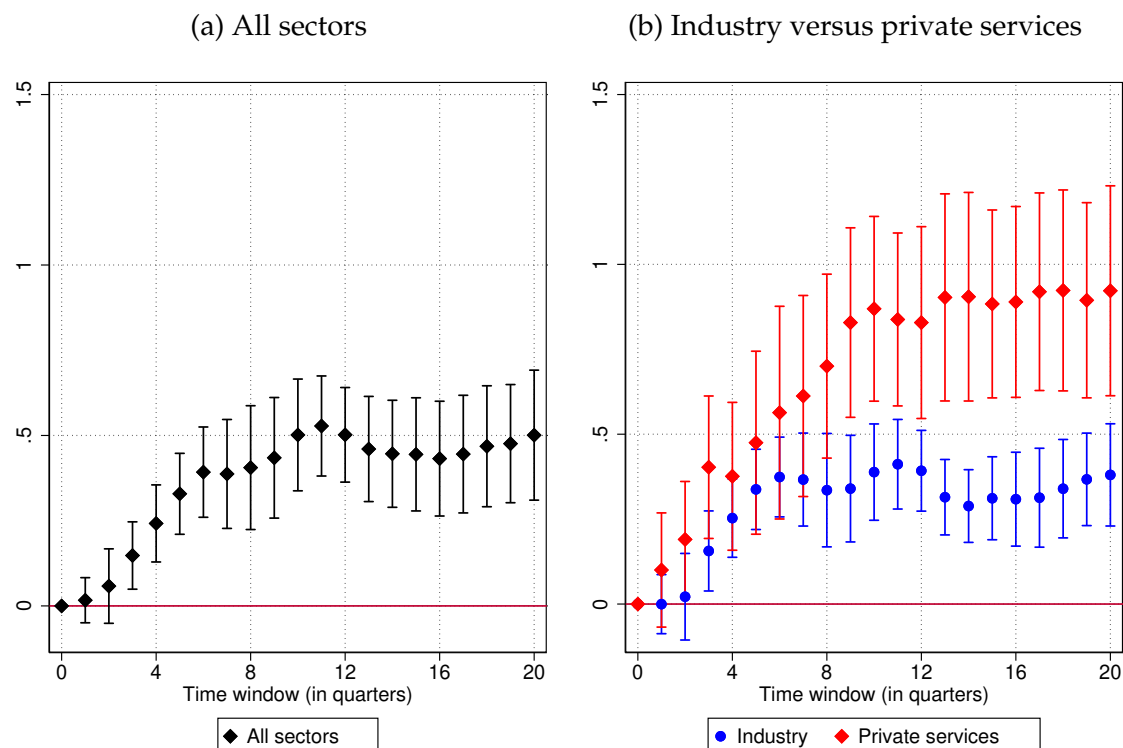 (a) All sectors
(b) Industry versus private services
1.5
1
.5
0
0 4 8 12 16 20
Time window (in quarters)
All sectors
1.5
1
.5
0
0 4 8 12 16 20
Time window (in quarters)
Industry Private services